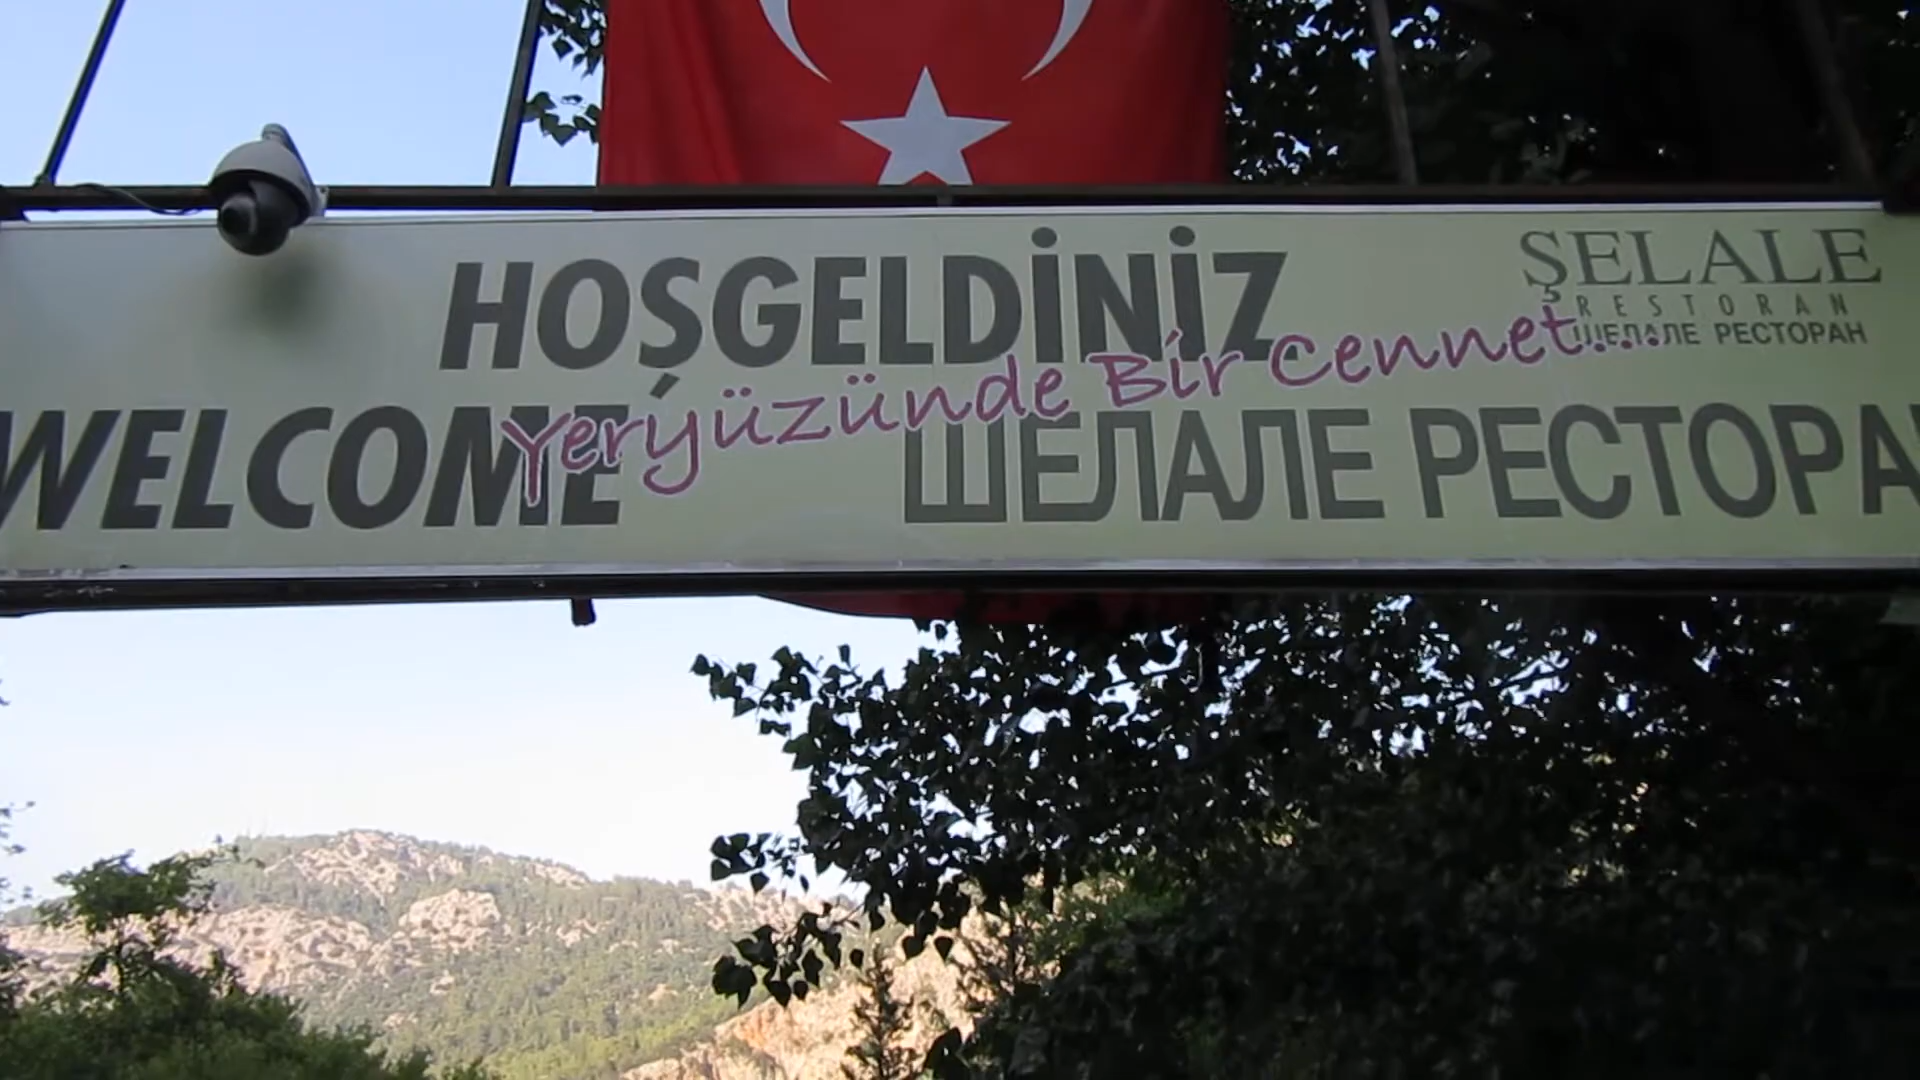 HOŞGELDİNİZ
ŞELALE
RESTORAN
ШЕЛАЛЕ РЕСТОРАН
Yeryüzünde Bir Cennet...
WELCOME ШЕЛАЛЕ РЕСТОРА